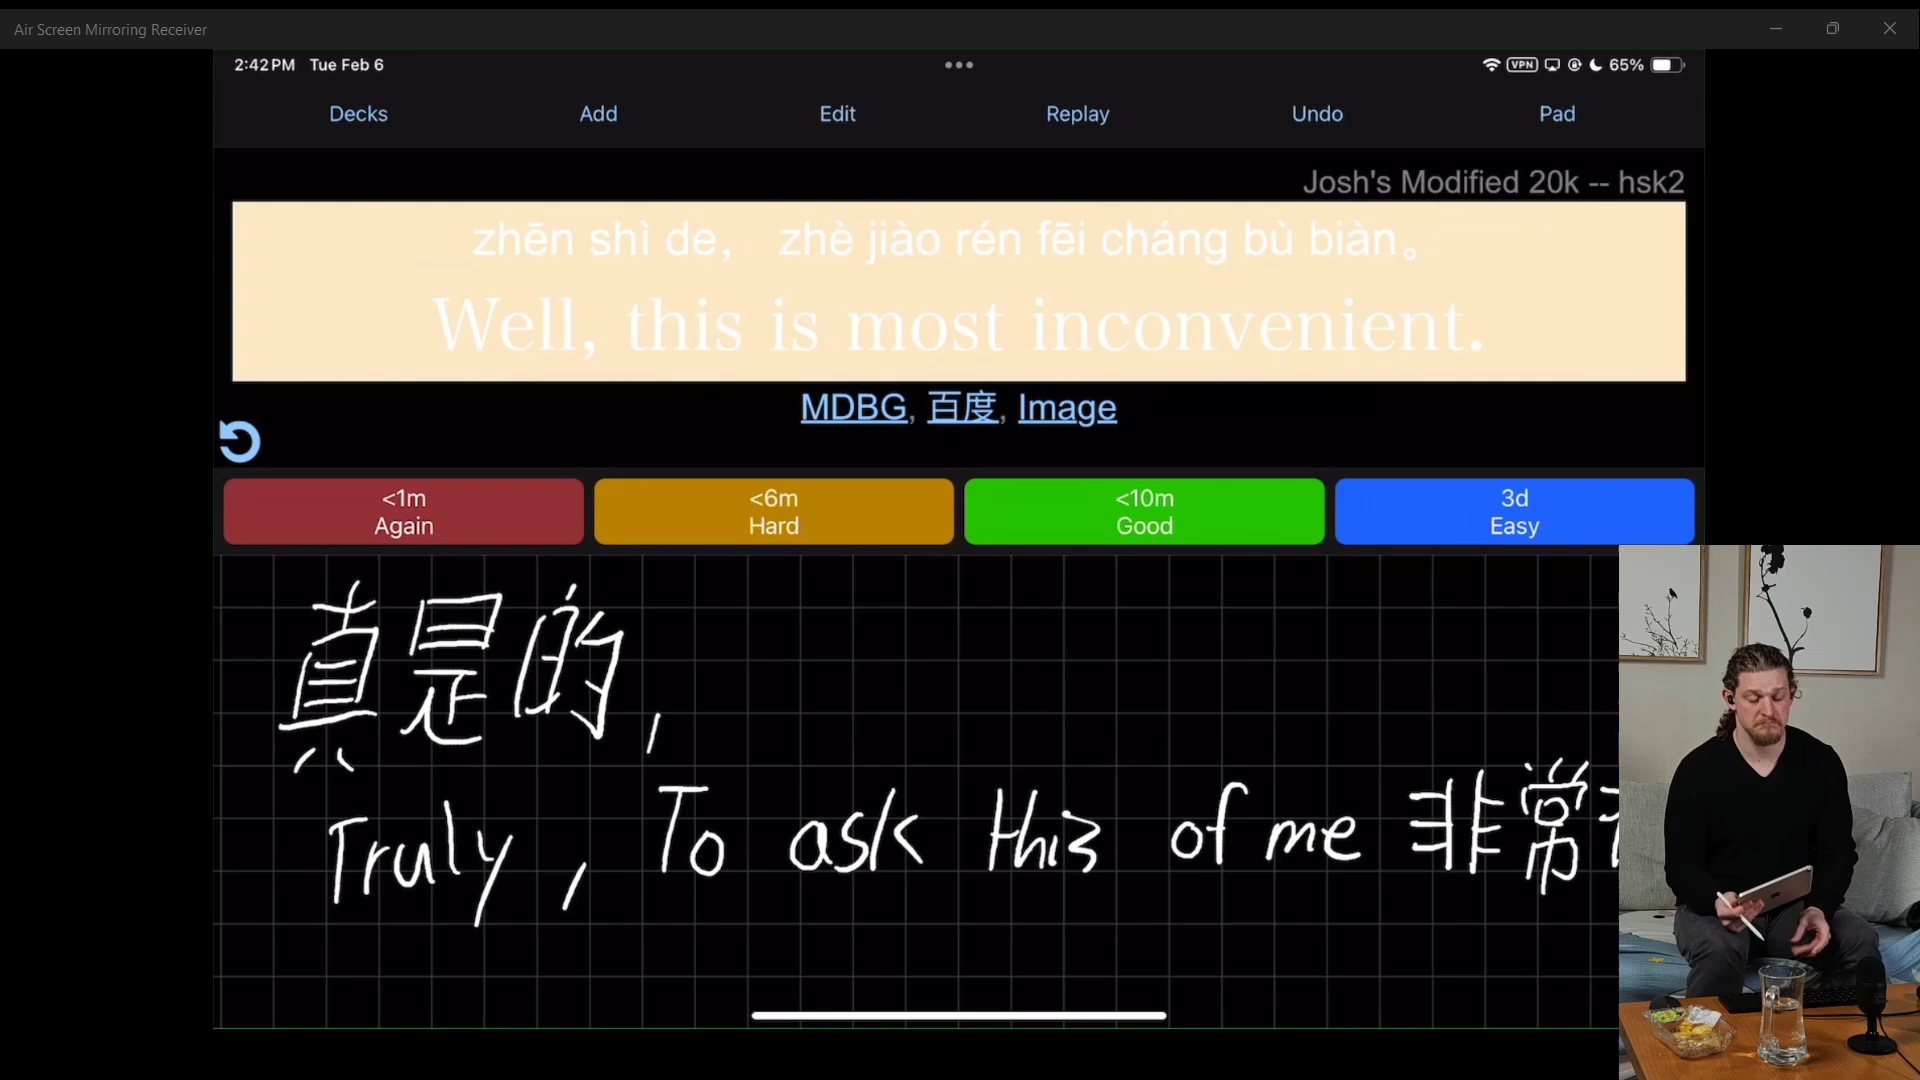 Air Screen Mirroring Receiver
2:42 PM Tue Feb 6
VPN 65%
Decks Add Edit Replay Undo Pad
Josh's Modified 20k -- hsk2
zhēn shì de， zhè jiào rén fēi cháng bù biàn。
Well, this is most inconvenient.
MDBG, 百度, Image
<1m <6m <10m 3d
Again Hard Good Easy
真是的,
Truly, To ask this of me 非常